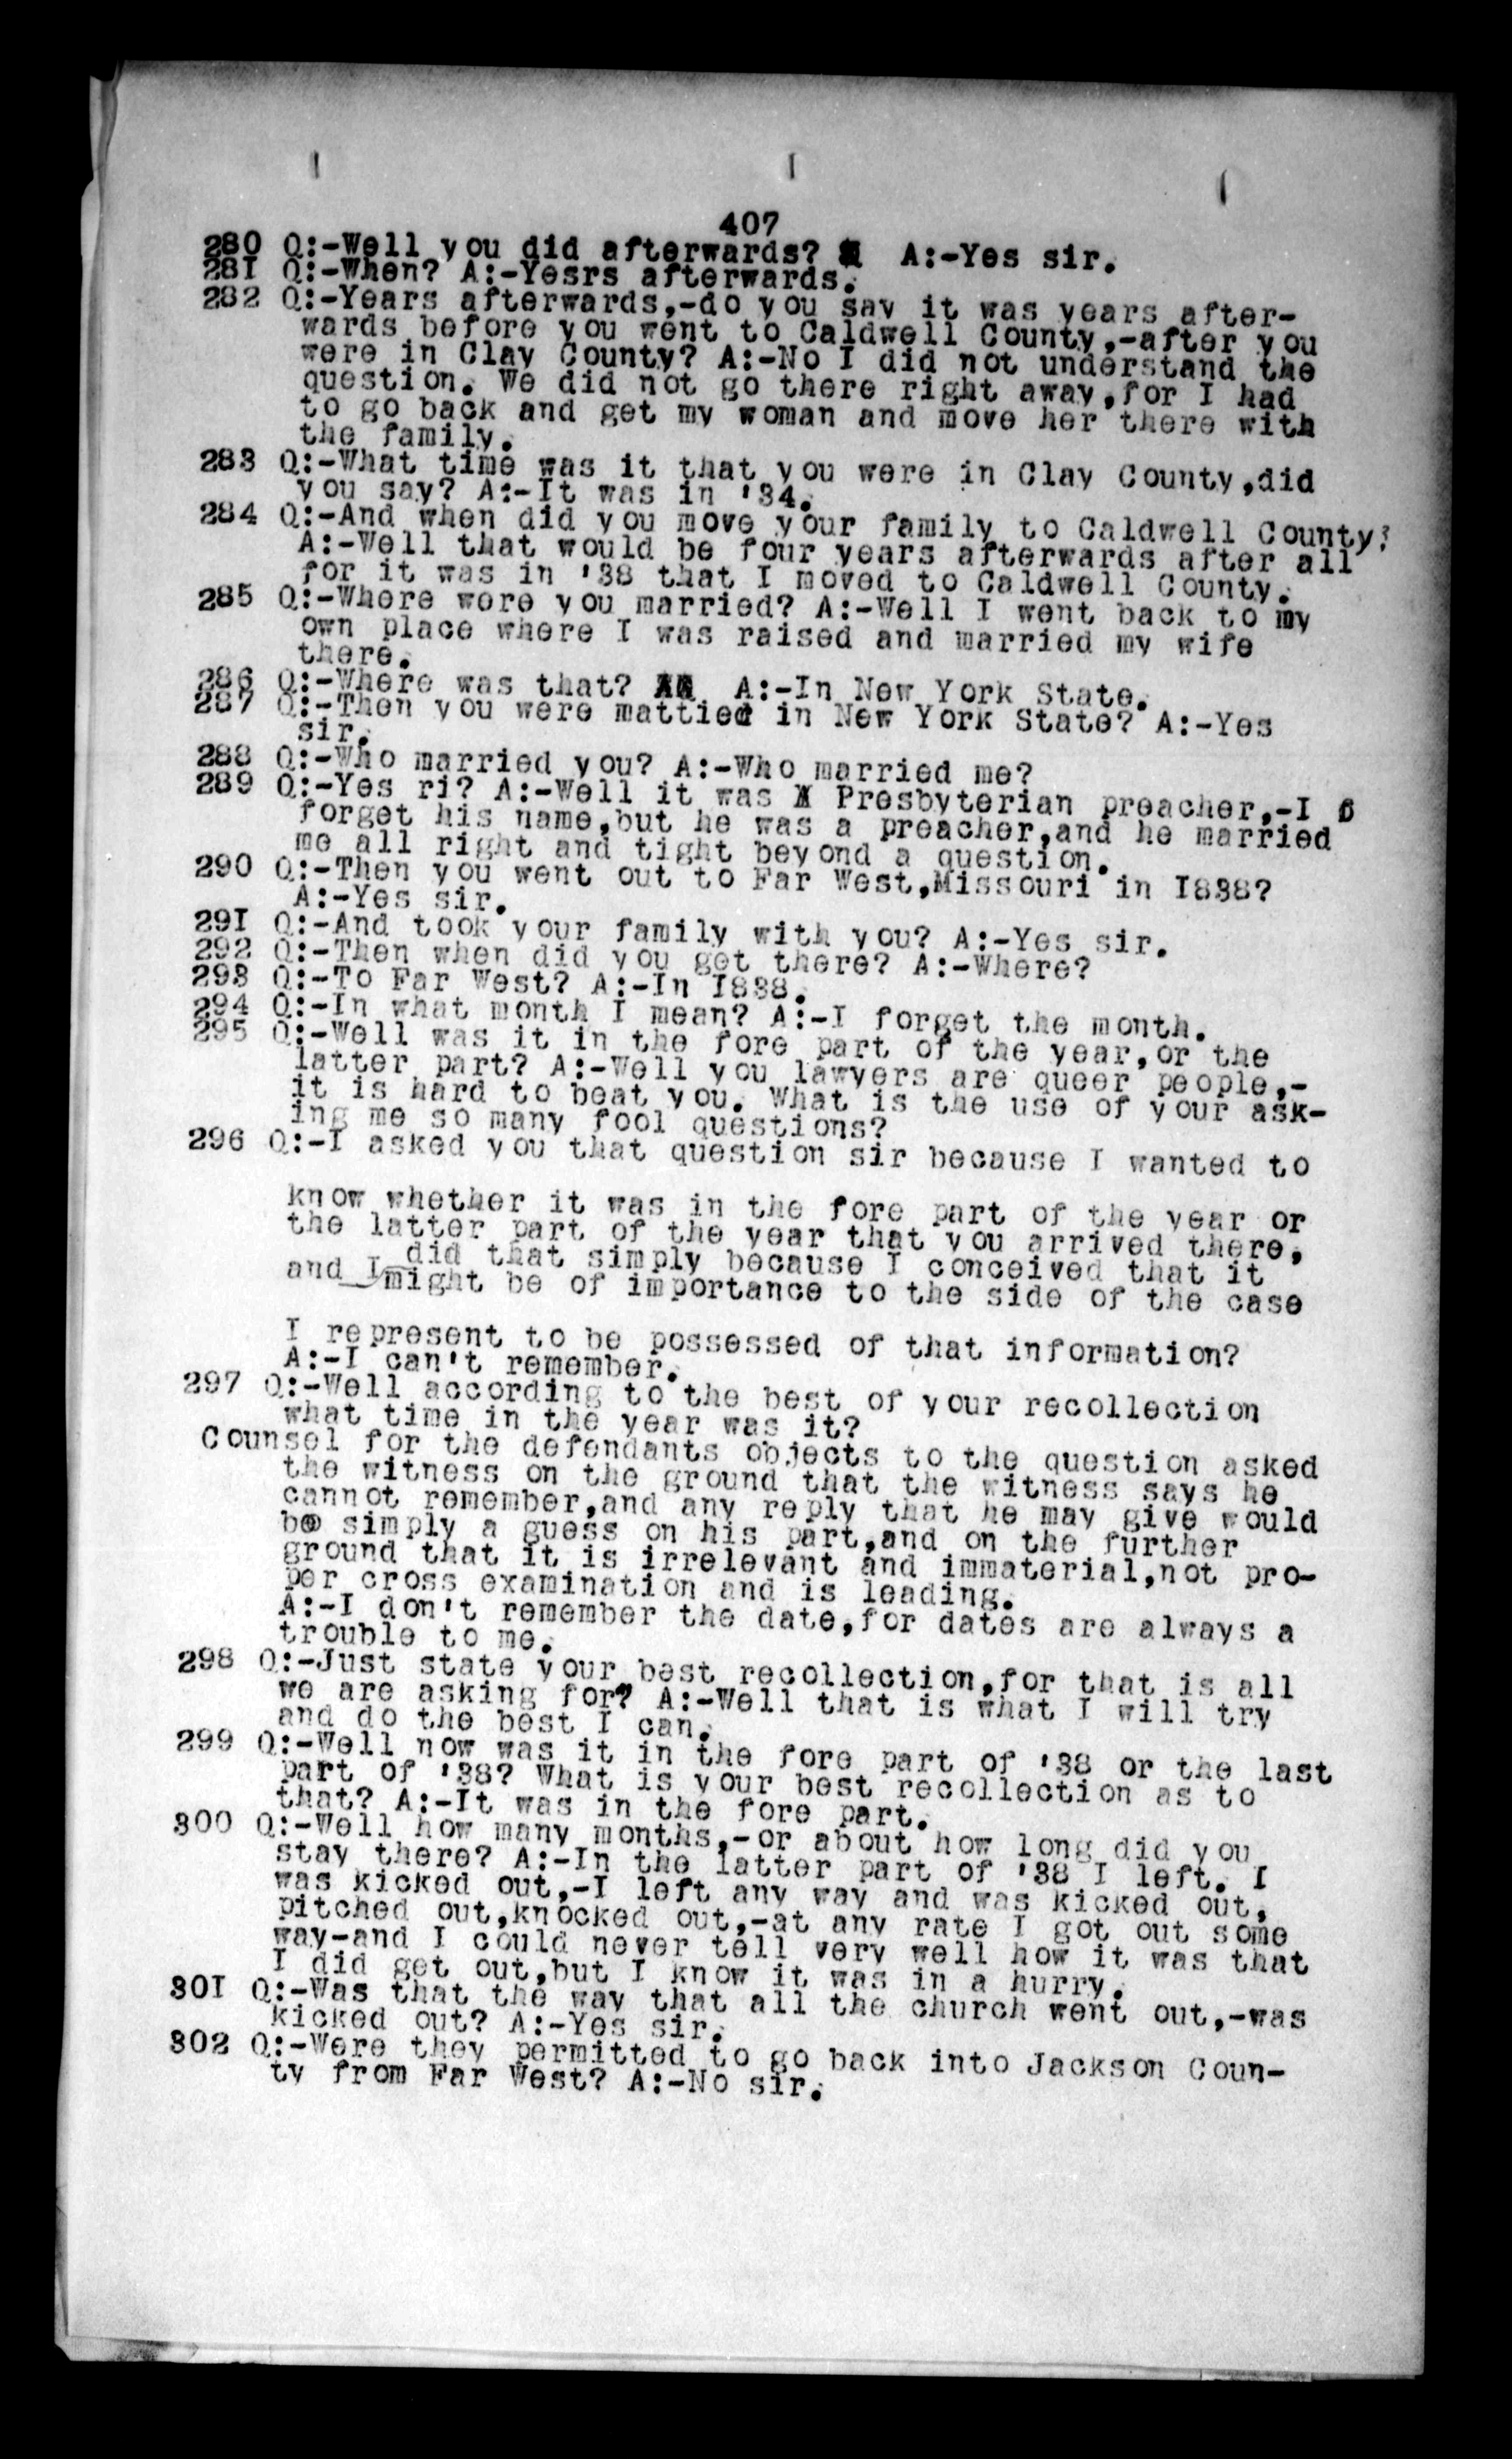 407
280 Q:-Well you did afterwards? A:-Yes sir.
281 Q:-When? A:-Yesrs afterwards.
282 Q:-Years afterwards,-do you say it was years after-
wards before you went to Caldwell County,-after you
were in Clay County? A:-No I did not understand the
question. We did not go there right away,for I had
to go back and get my woman and move her there with
the family.
283 Q:-What time was it that you were in Clay County,did
you say? A:-It was in '34.
284 Q:-And when did you move your family to Caldwell County?
A:-Well that would be four years afterwards after all
for it was in '38 that I moved to Caldwell County.
285 Q:-Where were you married? A:-Well I went back to my
own place where I was raised and married my wife
there.
286 Q:-Where was that? A:-In New York State.
287 Q:-Then you were mattied in New York State? A:-Yes
sir.
288 Q:-Who married you? A:-Who married me?
289 Q:-Yes ri? A:-Well it was A Presbyterian preacher,-I
forget his name,but he was a preacher,and he married
me all right and tight beyond a question.
290 Q:-Then you went out to Far West,Missouri in I838?
A:-Yes sir.
291 Q:-And took your family with you? A:-Yes sir.
292 Q:-Then when did you get there? A:-Where?
293 Q:-To Far West? A:-In I838.
294 Q:-In what month I mean? A:-I forget the month.
295 Q:-Well was it in the fore part of the year,or the
latter part? A:-Well you lawyers are queer people,-
it is hard to beat you. What is the use of your ask-
ing me so many fool questions?
296 Q:-I asked you that question sir because I wanted to
know whether it was in the fore part of the year or
the latter part of the year that you arrived there,
and I did that simply because I conceived that it
might be of importance to the side of the case
I represent to be possessed of that information?
A:-I can't remember.
297 Q:-Well according to the best of your recollection
what time in the year was it?
Counsel for the defendants objects to the question asked
the witness on the ground that the witness says he
cannot remember,and any reply that he may give would
be simply a guess on his part,and on the further
ground that it is irrelevant and immaterial,not pro-
per cross examination and is leading.
A:-I don't remember the date,for dates are always a
trouble to me.
298 Q:-Just state your best recollection,for that is all
we are asking for? A:-Well that is what I will try
and do the best I can.
299 Q:-Well now was it in the fore part of '38 or the last
part of '38? What is your best recollection as to
that? A:-It was in the fore part.
300 Q:-Well how many months,-or about how long did you
stay there? A:-In the latter part of '38 I left. I
was kicked out,-I left any way and was kicked out,
pitched out,knocked out,-at any rate I got out some
way-and I could never tell very well how it was that
I did get out,but I know it was in a hurry.
301 Q:-Was that the way that all the church went out,-was
kicked out? A:-Yes sir.
302 Q:-Were they permitted to go back into Jackson Coun-
ty from Far West? A:-No sir.